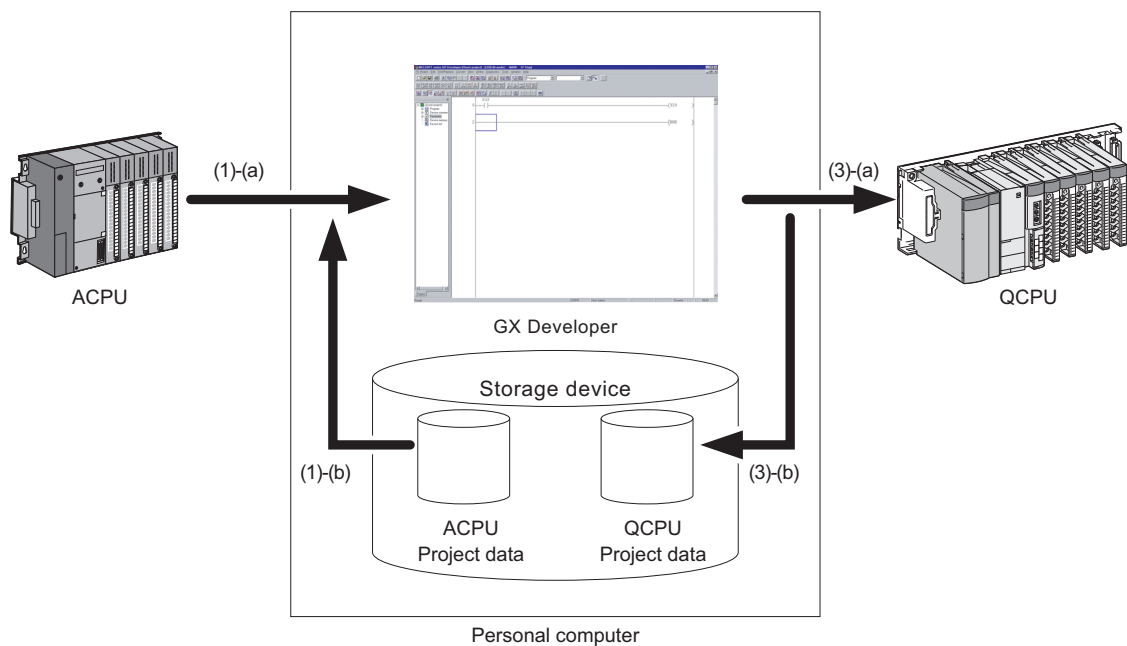 (1)-(a)
(3)-(a)
ACPU
QCPU
GX Developer
Storage device
(1)-(b)
(3)-(b)
ACPU
Project data
QCPU
Project data
Personal computer